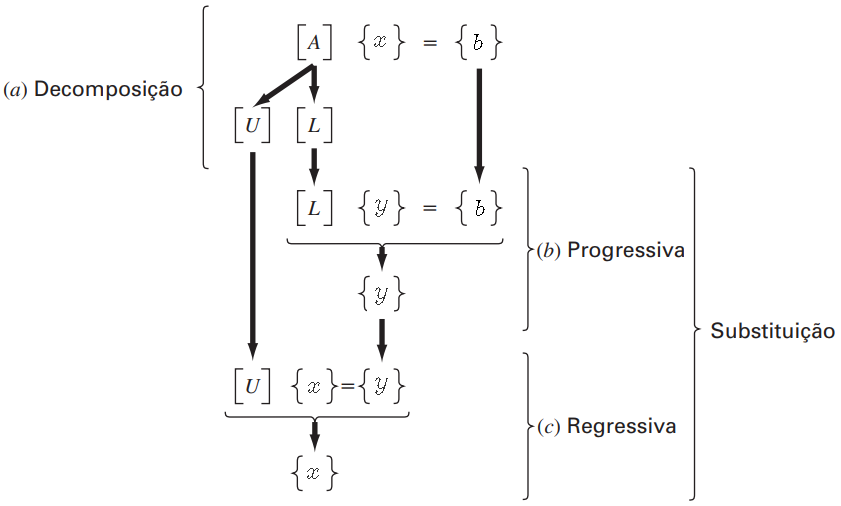 [A] {x} = {b}
(a) Decomposição
[U] [L]
[L] {y} = {b}
(b) Progressiva
{y}
Substituição
[U] {x}={y}
(c) Regressiva
{x}